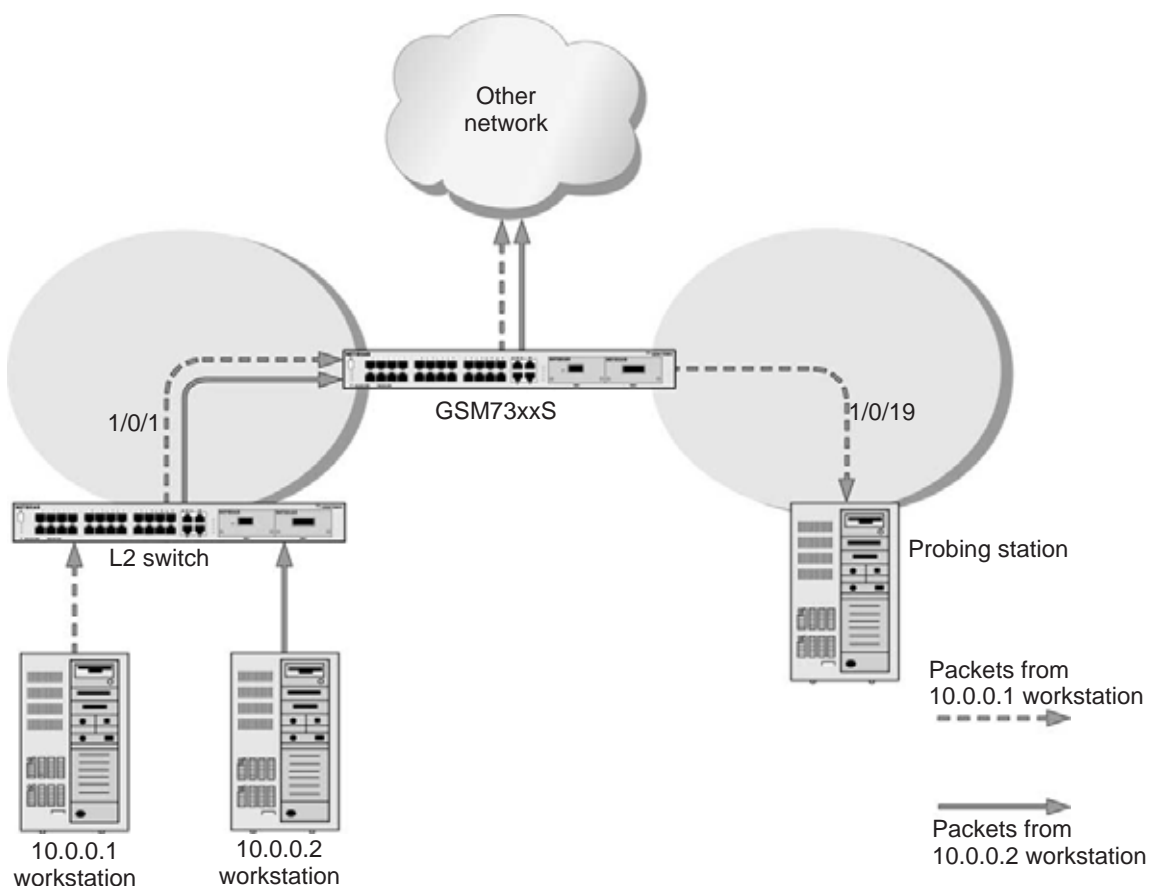 Other
network
GSM73xxS
1/0/1
1/0/19
L2 switch
Probing station
Packets from
10.0.0.1 workstation
10.0.0.1
workstation
10.0.0.2
workstation
Packets from
10.0.0.2 workstation